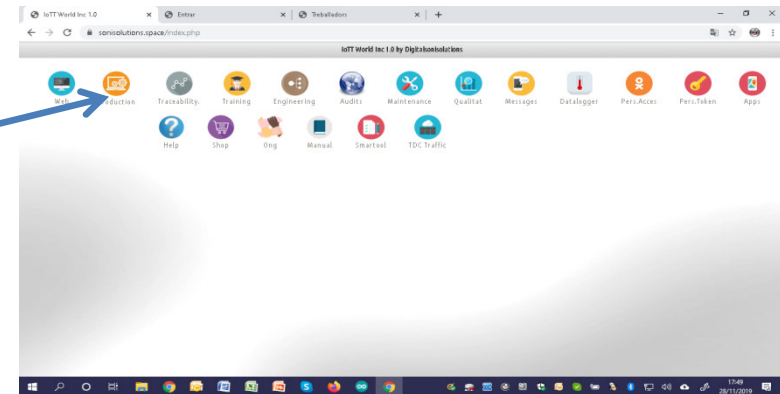 IoTT World Inc 1.0
Entrar
Treballadors
sonisolutions.space/index.php
IoTT World Inc 1.0 by Digitalsonisolutions
Web Production Traceability. Training Engineering Audits Maintenance Qualitat Messages Datalogger Pers.Acces Pers.Token Apps
Help Shop Ong Manual Smartool TDC Traffic
17:49
28/11/2019